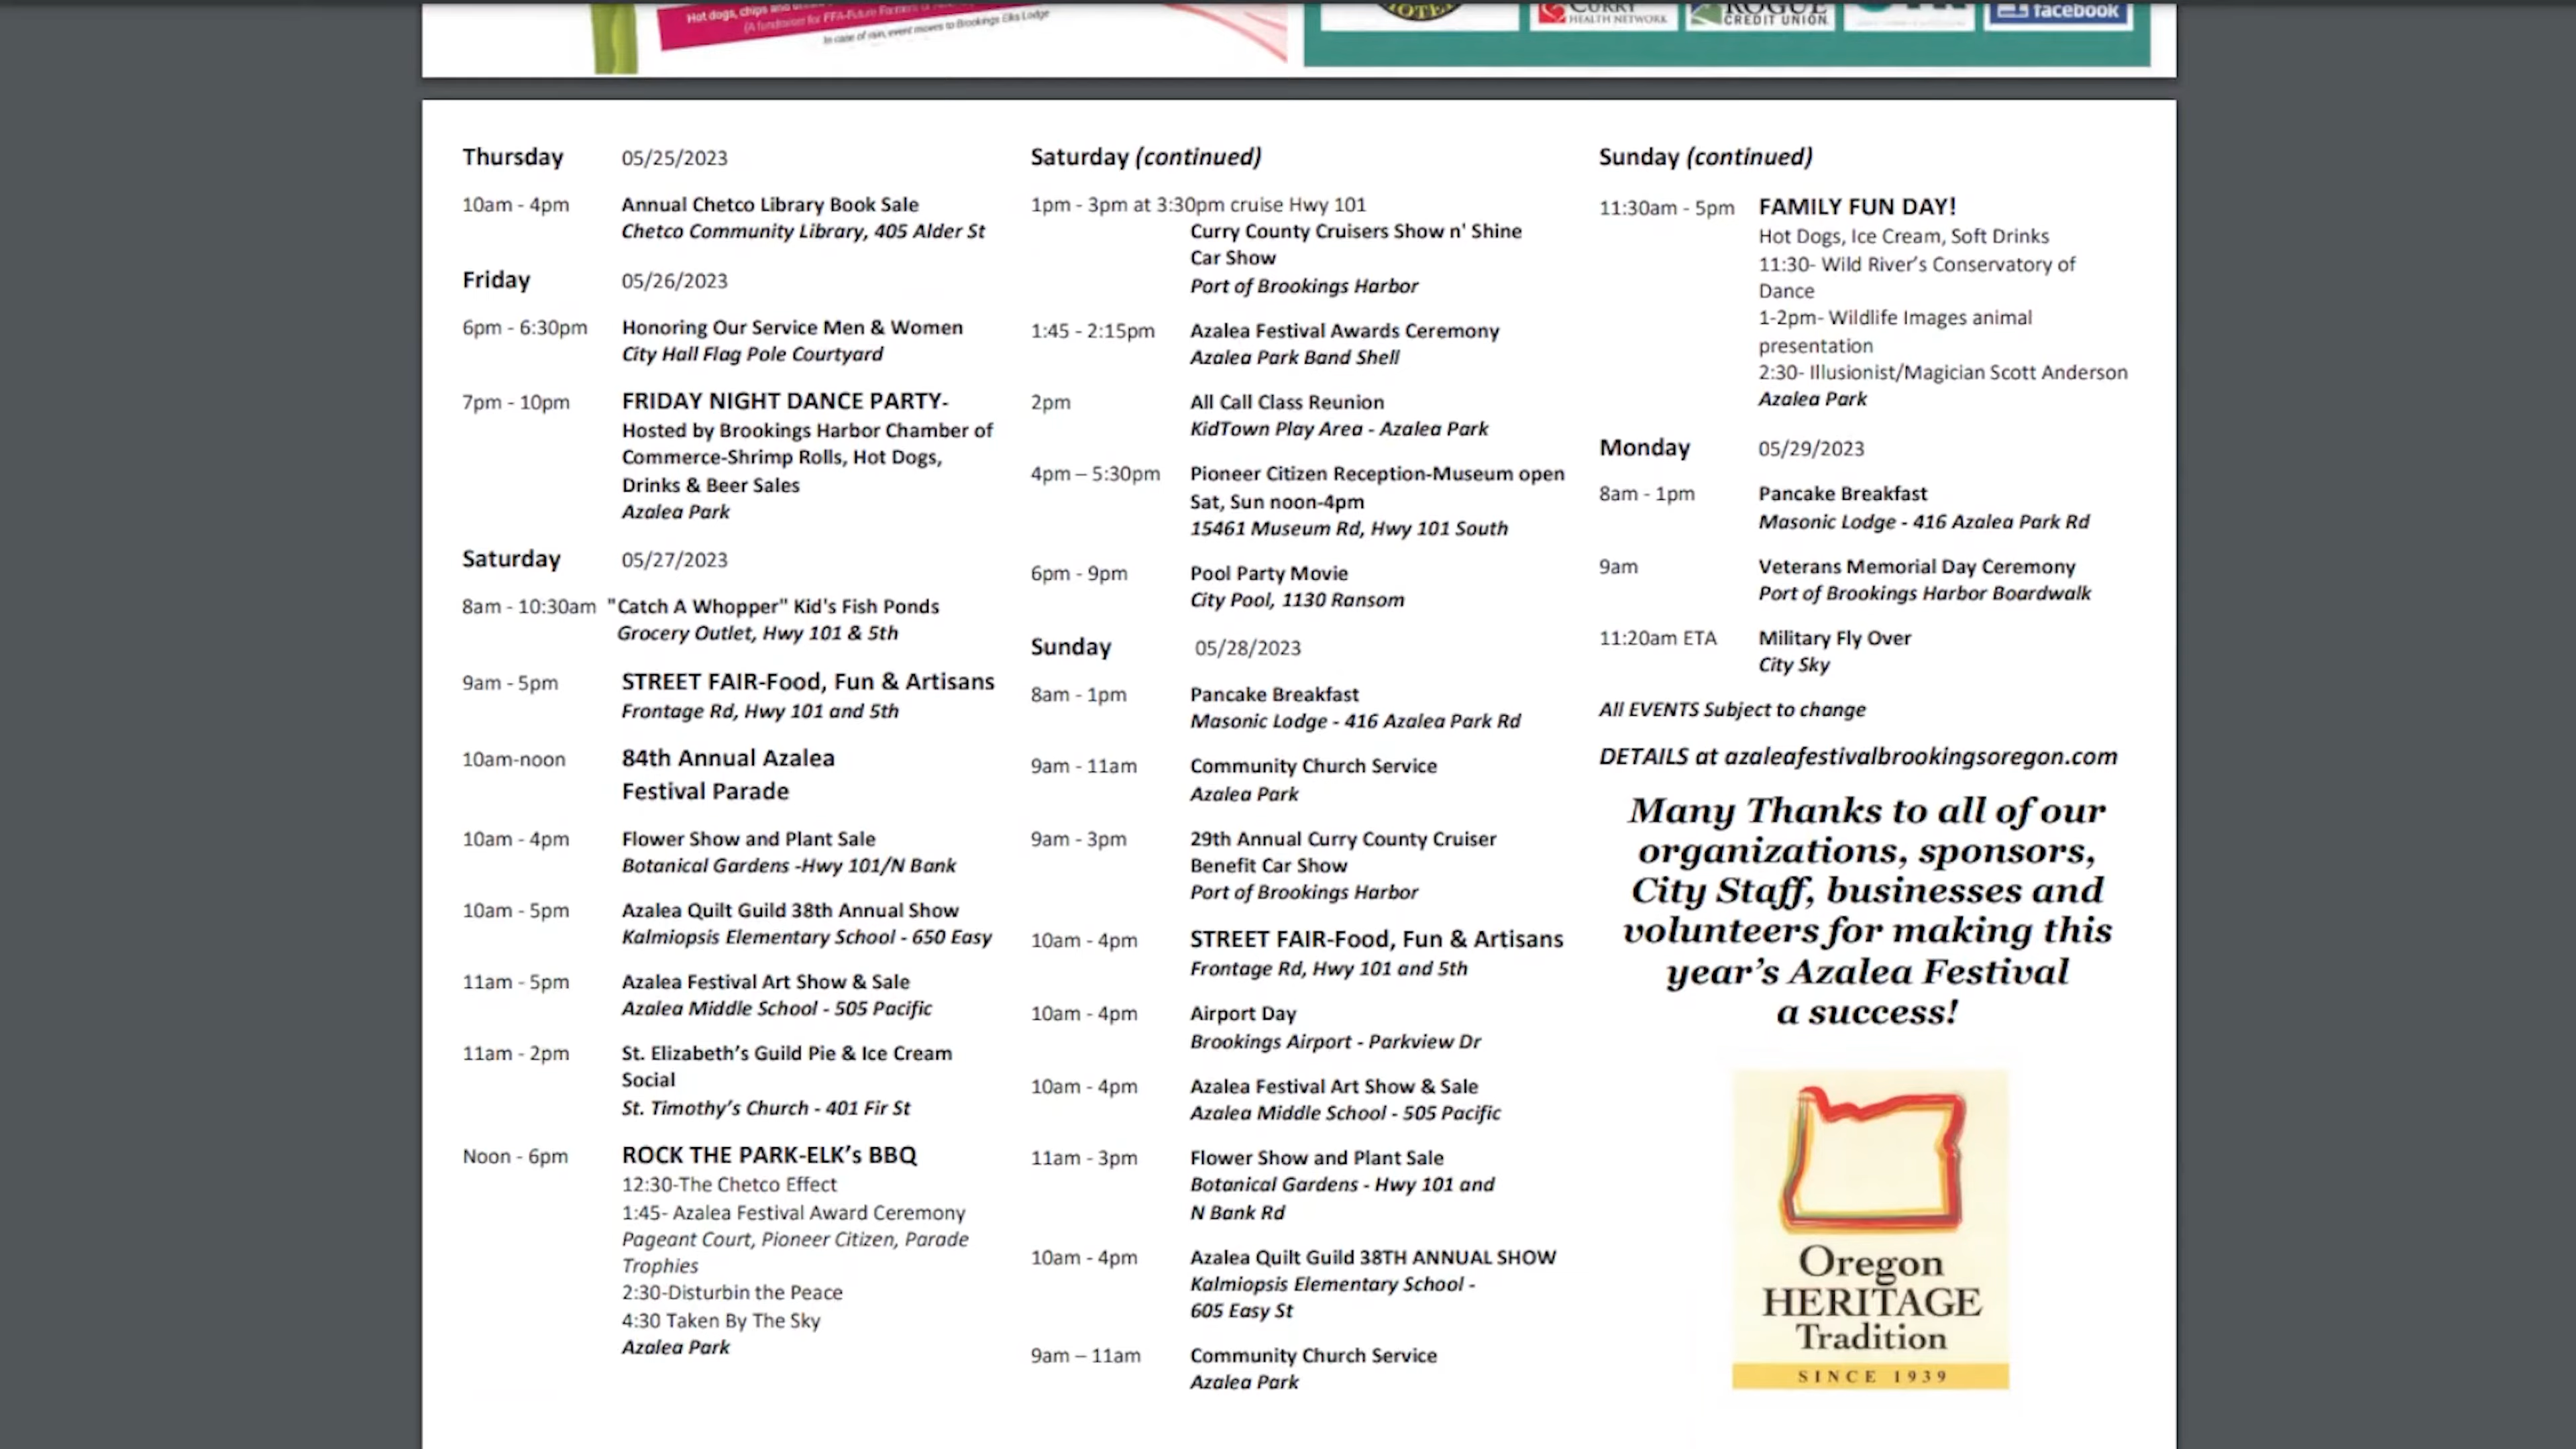 Hot dogs, chips and
(A fundraiser for FFA-Future Farmers of
In case of rain, event moves to Brookings Elks Lodge
HOTEL
CURRY
HEALTH NETWORK
ROGUE
CREDIT UNION
facebook
Thursday 05/25/2023
10am - 4pm Annual Chetco Library Book Sale
Chetco Community Library, 405 Alder St
Friday 05/26/2023
6pm - 6:30pm Honoring Our Service Men & Women
City Hall Flag Pole Courtyard
7pm - 10pm FRIDAY NIGHT DANCE PARTY-
Hosted by Brookings Harbor Chamber of
Commerce-Shrimp Rolls, Hot Dogs,
Drinks & Beer Sales
Azalea Park
Saturday 05/27/2023
8am - 10:30am "Catch A Whopper" Kid's Fish Ponds
Grocery Outlet, Hwy 101 & 5th
9am - 5pm STREET FAIR-Food, Fun & Artisans
Frontage Rd, Hwy 101 and 5th
10am-noon 84th Annual Azalea
Festival Parade
10am - 4pm Flower Show and Plant Sale
Botanical Gardens -Hwy 101/N Bank
10am - 5pm Azalea Quilt Guild 38th Annual Show
Kalmiopsis Elementary School - 650 Easy
11am - 5pm Azalea Festival Art Show & Sale
Azalea Middle School - 505 Pacific
11am - 2pm St. Elizabeth's Guild Pie & Ice Cream
Social
St. Timothy's Church - 401 Fir St
Noon - 6pm ROCK THE PARK-ELK's BBQ
12:30-The Chetco Effect
1:45- Azalea Festival Award Ceremony
Pageant Court, Pioneer Citizen, Parade
Trophies
2:30-Disturbin the Peace
4:30 Taken By The Sky
Azalea Park
Saturday (continued)
1pm - 3pm at 3:30pm cruise Hwy 101
Curry County Cruisers Show n' Shine
Car Show
Port of Brookings Harbor
1:45 - 2:15pm Azalea Festival Awards Ceremony
Azalea Park Band Shell
2pm All Call Class Reunion
KidTown Play Area - Azalea Park
4pm – 5:30pm Pioneer Citizen Reception-Museum open
Sat, Sun noon-4pm
15461 Museum Rd, Hwy 101 South
6pm - 9pm Pool Party Movie
City Pool, 1130 Ransom
Sunday 05/28/2023
8am - 1pm Pancake Breakfast
Masonic Lodge - 416 Azalea Park Rd
9am - 11am Community Church Service
Azalea Park
9am - 3pm 29th Annual Curry County Cruiser
Benefit Car Show
Port of Brookings Harbor
10am - 4pm STREET FAIR-Food, Fun & Artisans
Frontage Rd, Hwy 101 and 5th
10am - 4pm Airport Day
Brookings Airport - Parkview Dr
10am - 4pm Azalea Festival Art Show & Sale
Azalea Middle School - 505 Pacific
11am - 3pm Flower Show and Plant Sale
Botanical Gardens - Hwy 101 and
N Bank Rd
10am - 4pm Azalea Quilt Guild 38TH ANNUAL SHOW
Kalmiopsis Elementary School -
605 Easy St
9am – 11am Community Church Service
Azalea Park
Sunday (continued)
11:30am - 5pm FAMILY FUN DAY!
Hot Dogs, Ice Cream, Soft Drinks
11:30- Wild River's Conservatory of
Dance
1-2pm- Wildlife Images animal
presentation
2:30- Illusionist/Magician Scott Anderson
Azalea Park
Monday 05/29/2023
8am - 1pm Pancake Breakfast
Masonic Lodge - 416 Azalea Park Rd
9am Veterans Memorial Day Ceremony
Port of Brookings Harbor Boardwalk
11:20am ETA Military Fly Over
City Sky
All EVENTS Subject to change
DETAILS at azaleafestivalbrookingsoregon.com
Many Thanks to all of our
organizations, sponsors,
City Staff, businesses and
volunteers for making this
year's Azalea Festival
a success!
Oregon
HERITAGE
Tradition
SINCE 1939